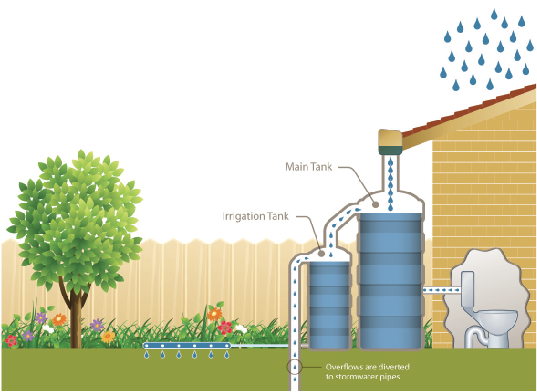 Main Tank
Irrigation Tank
Overflows are diverted
to stormwater pipes